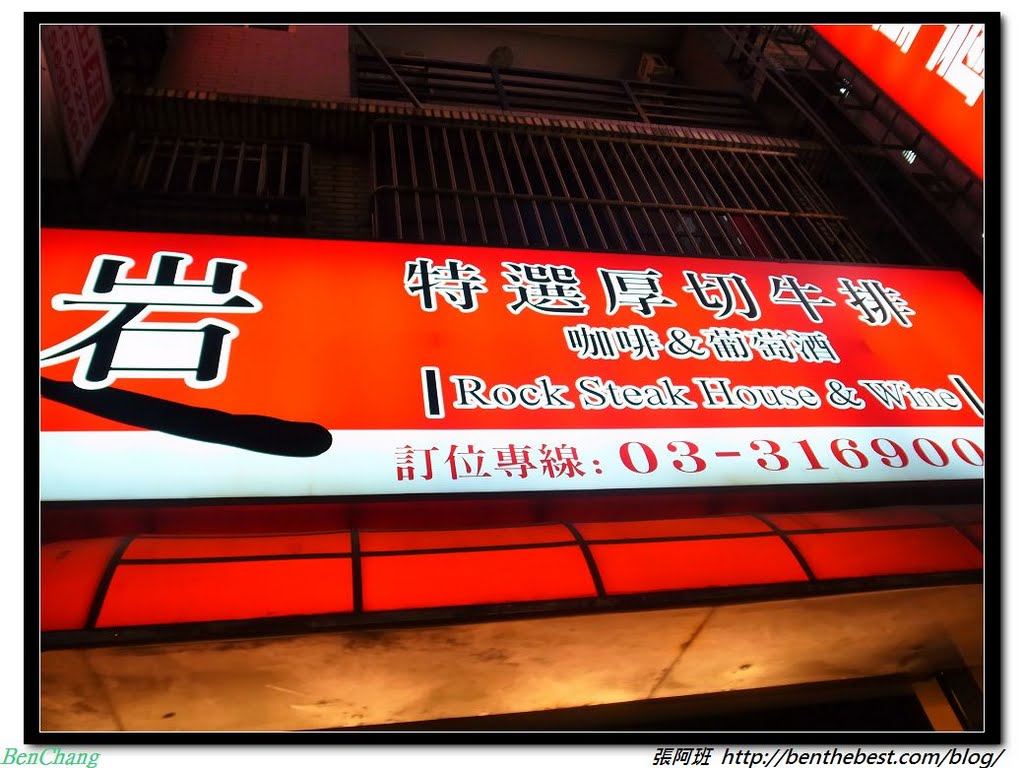 岩
特選厚切牛排
咖啡&葡萄酒
Rock Steak House & Wine
訂位專線: 03-316900
BenChang
張阿班 http://benthebest.com/blog/